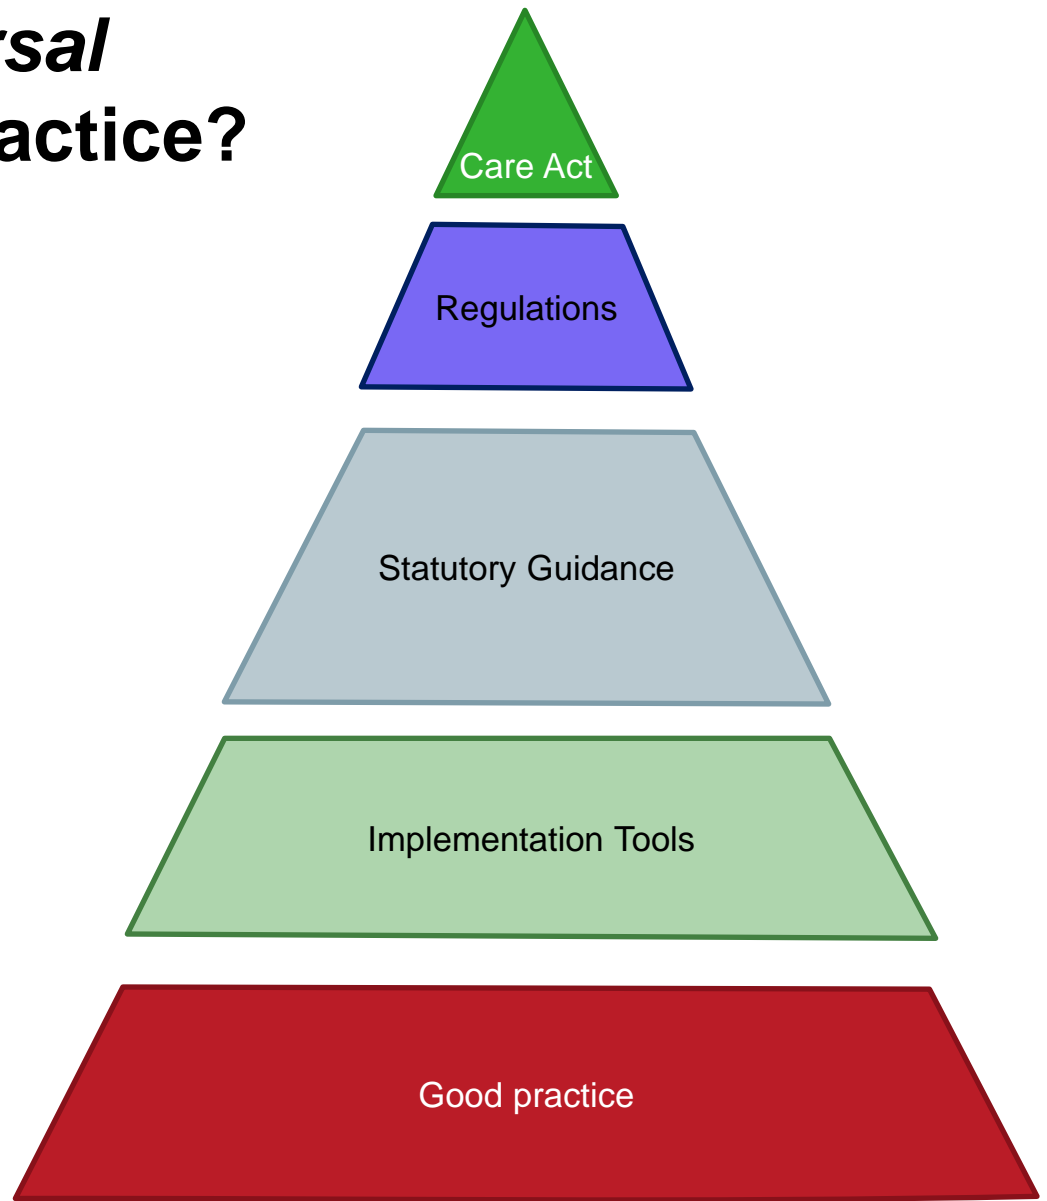 rsal
actice?
Care Act
Regulations
Statutory Guidance
Implementation Tools
Good practice